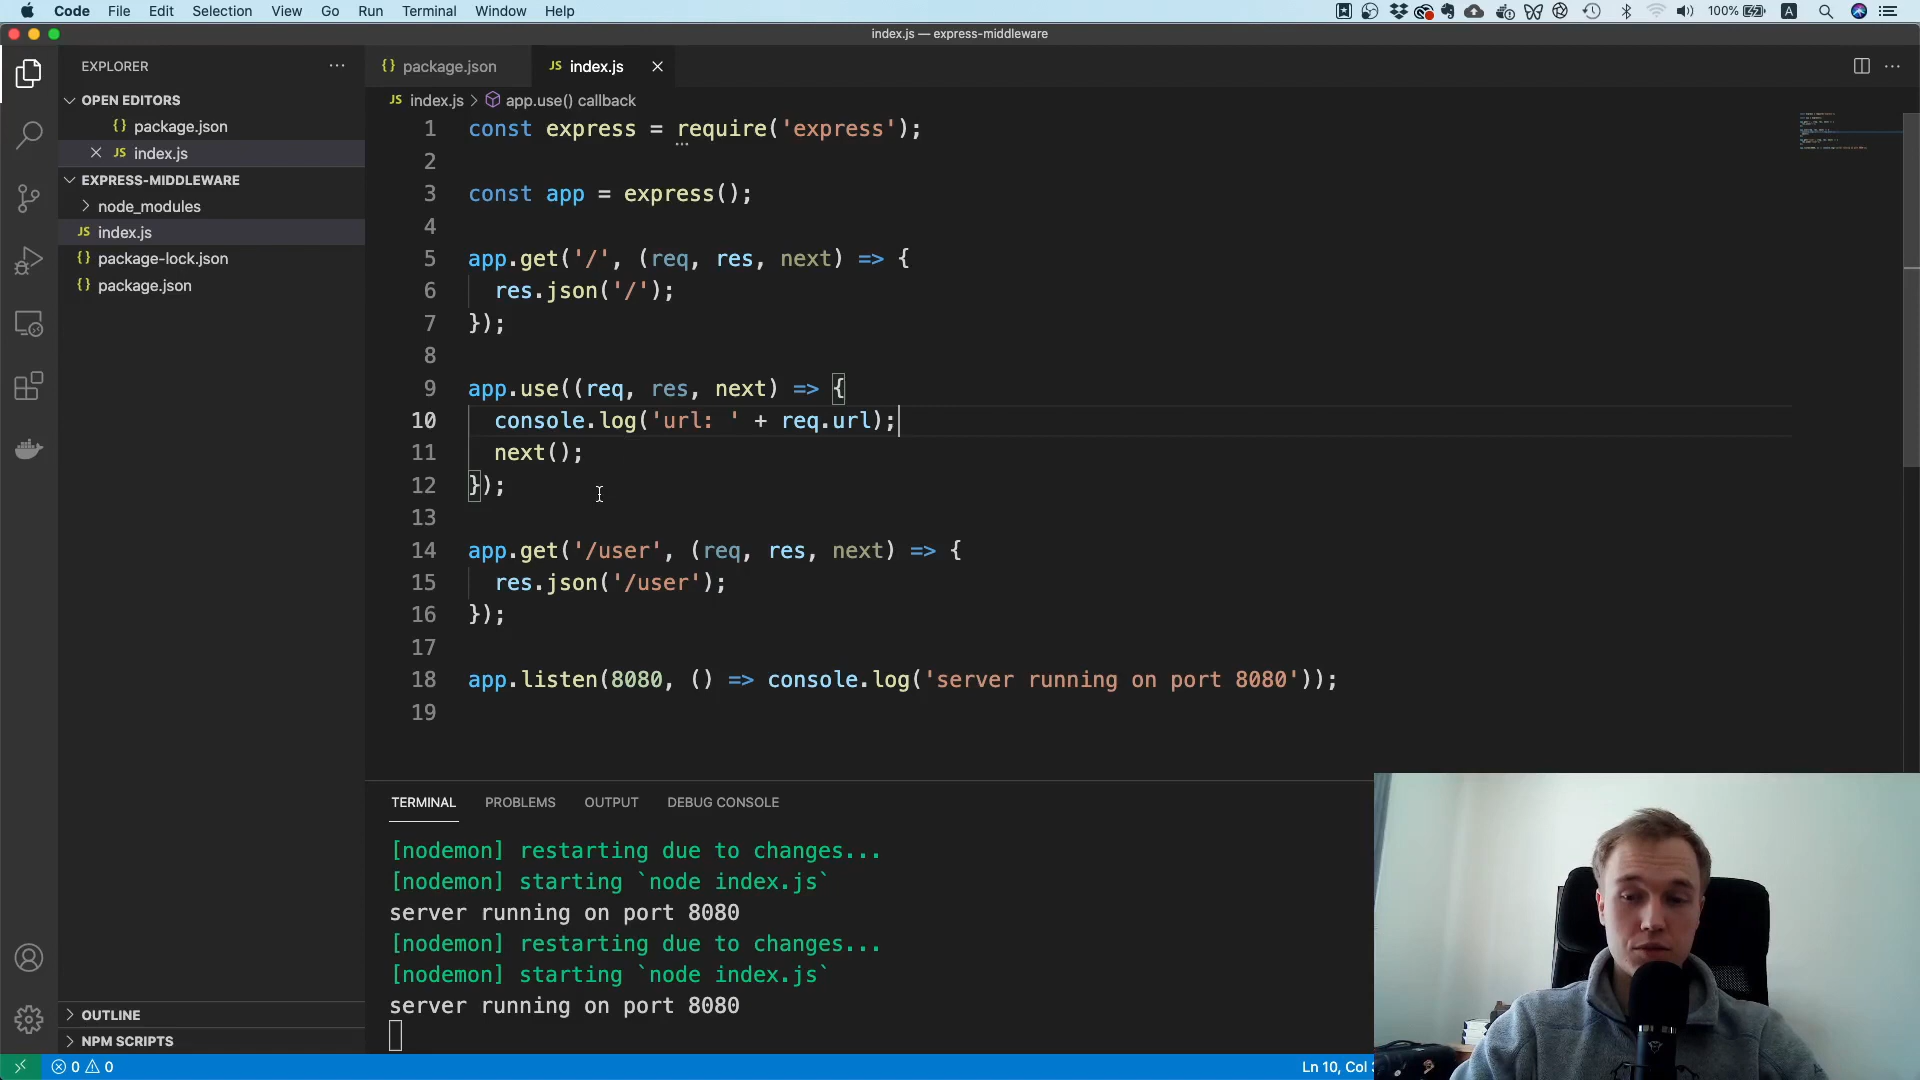 Code File Edit Selection View Go Run Terminal Window Help 100% A
index.js — express-middleware
EXPLORER
OPEN EDITORS
package.json
JS index.js
EXPRESS-MIDDLEWARE
node_modules
JS index.js
package-lock.json
package.json
OUTLINE
NPM SCRIPTS
package.json JS index.js
JS index.js > app.use() callback
1 const express = require('express');
2
3 const app = express();
4
5 app.get('/', (req, res, next) => {
6 res.json('/');
7 });
8
9 app.use((req, res, next) => {
10 console.log('url: ' + req.url);
11 next();
12 });
13
14 app.get('/user', (req, res, next) => {
15 res.json('/user');
16 });
17
18 app.listen(8080, () => console.log('server running on port 8080'));
19
TERMINAL PROBLEMS OUTPUT DEBUG CONSOLE
[nodemon] restarting due to changes...
[nodemon] starting `node index.js`
server running on port 8080
[nodemon] restarting due to changes...
[nodemon] starting `node index.js`
server running on port 8080
0 0 Ln 10, Col